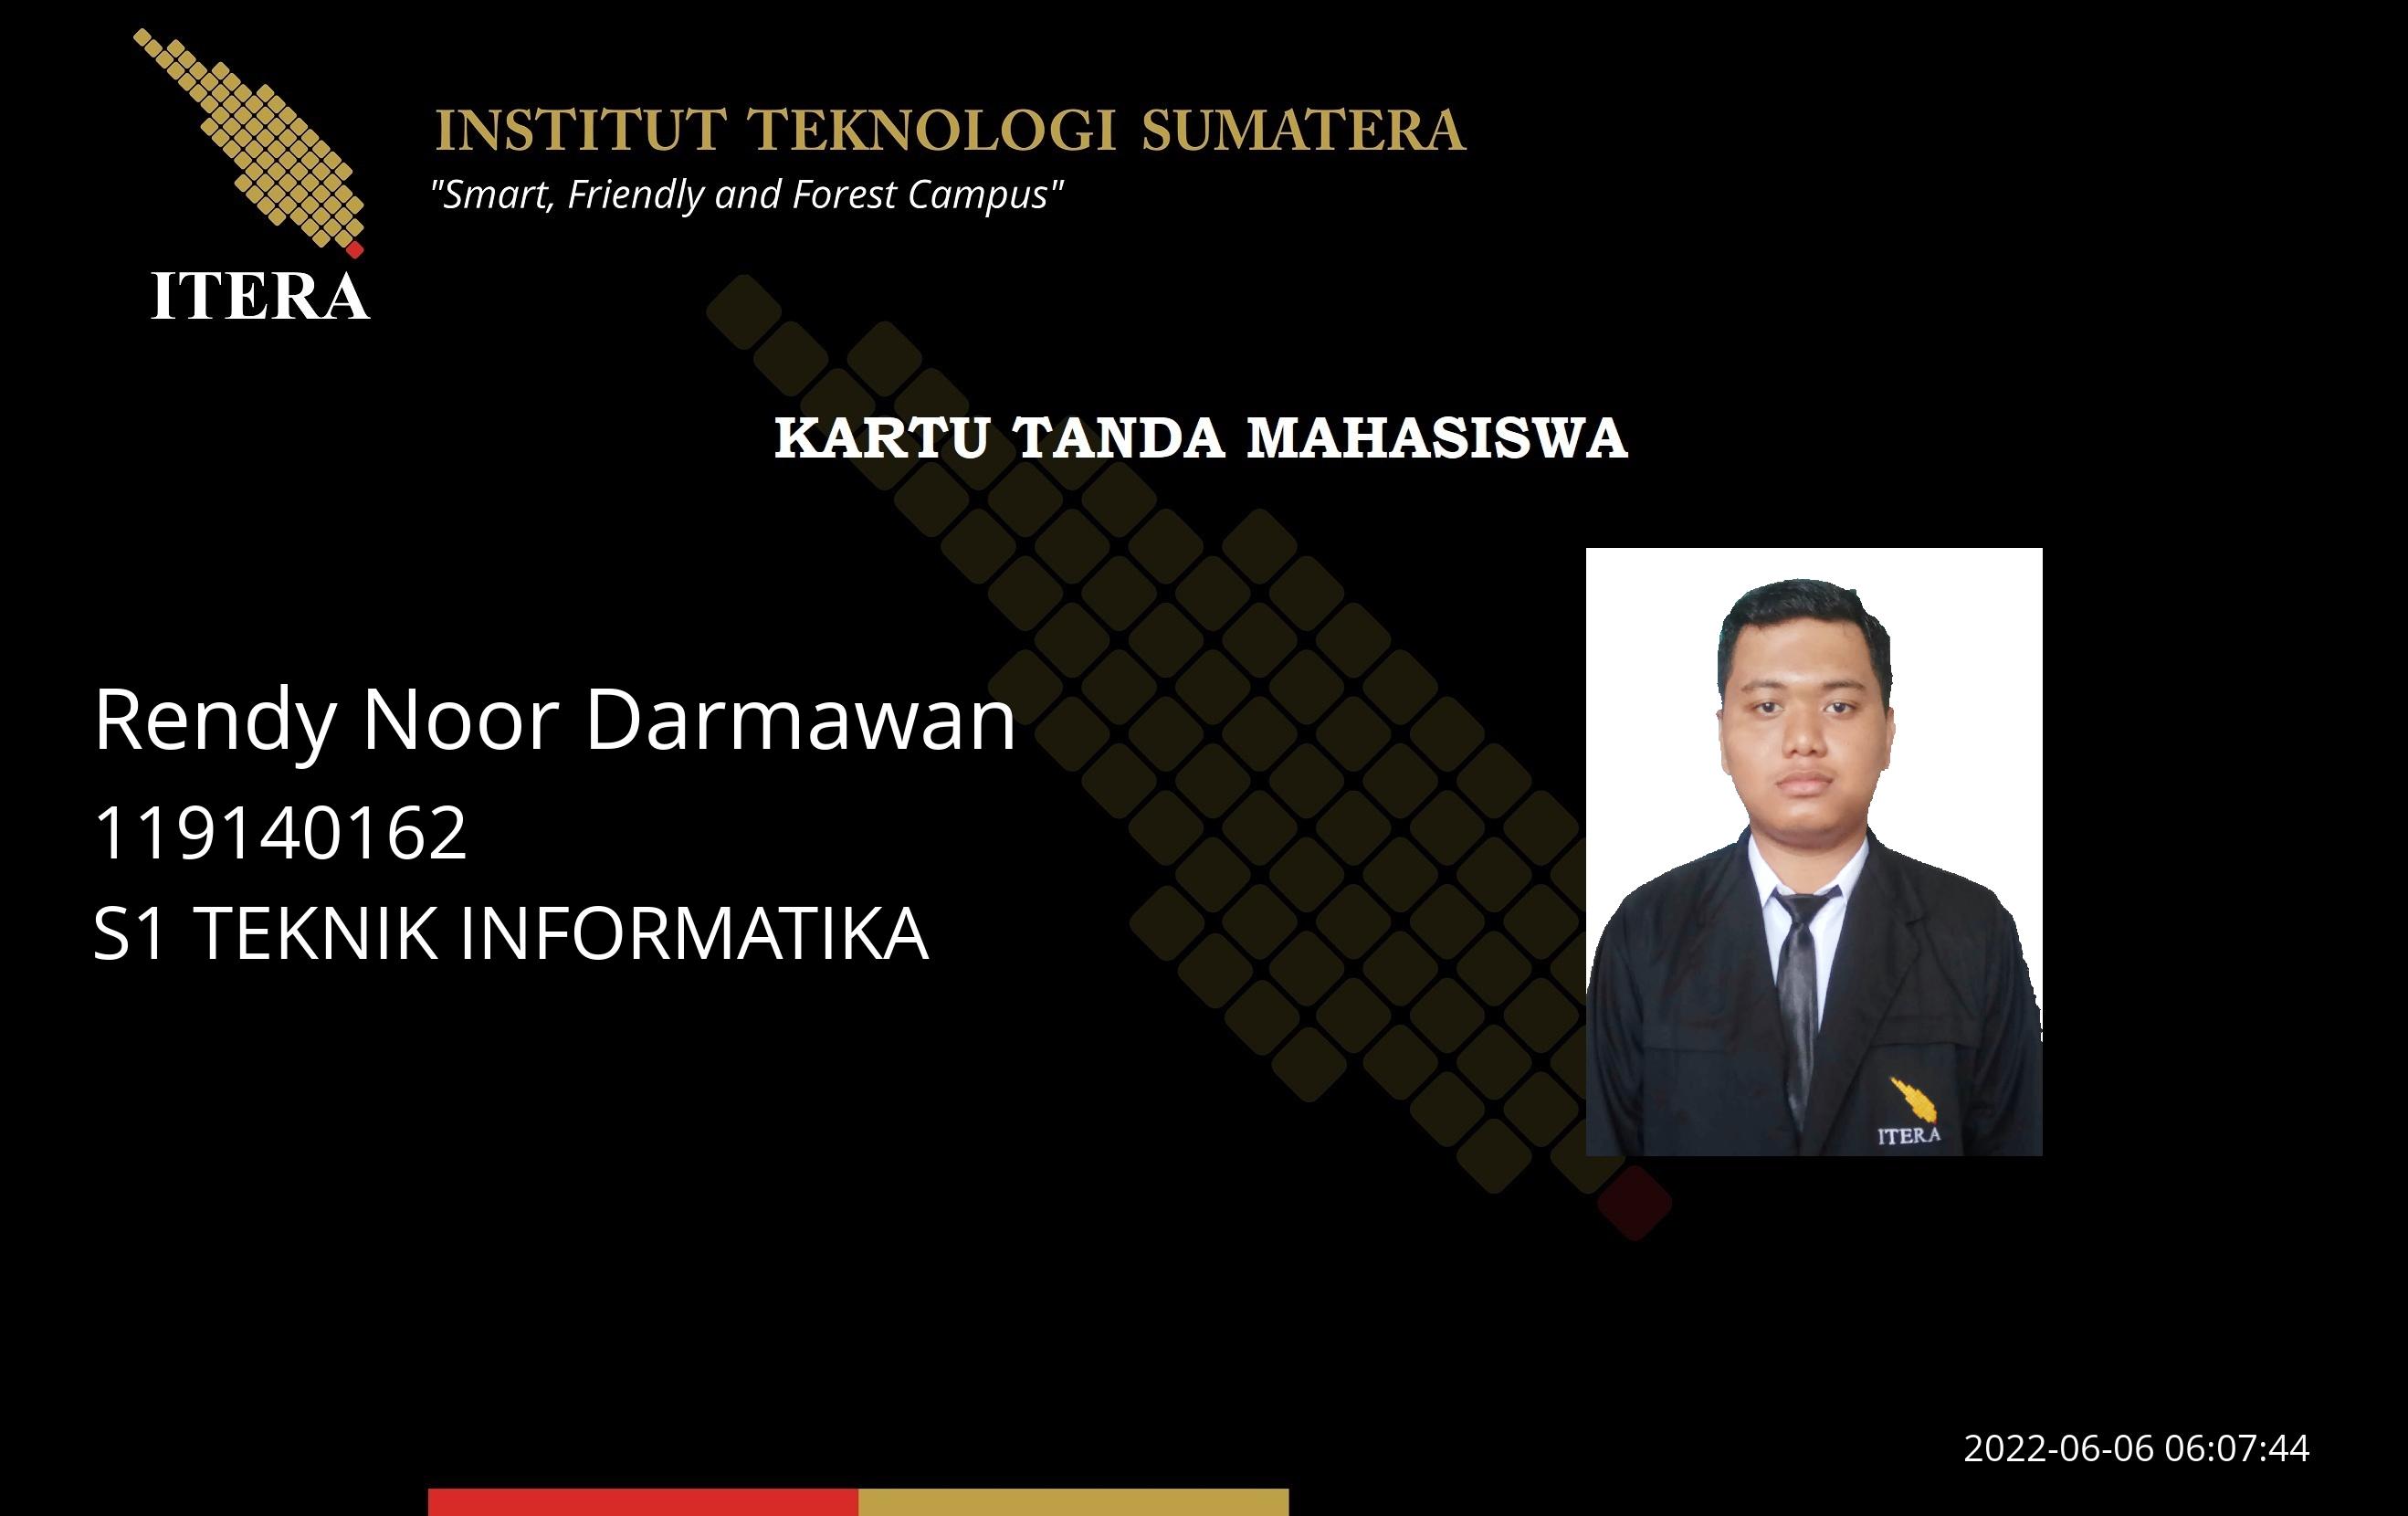 INSTITUT TEKNOLOGI SUMATERA
"Smart, Friendly and Forest Campus"
ITERA
KARTU TANDA MAHASISWA
Rendy Noor Darmawan
119140162
S1 TEKNIK INFORMATIKA
ITERA
2022-06-06 06:07:44